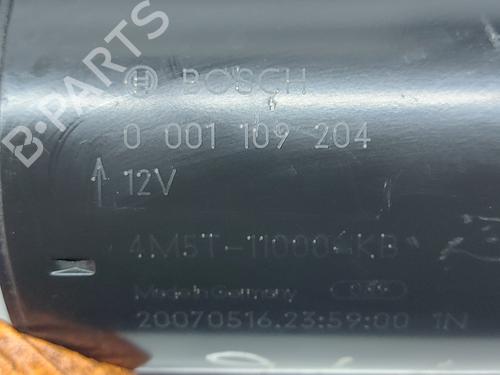 B-PARTS
BOSCH
0 001 109 204
12V
4M5T-11000-KB
Made in Germany
20070516.23:59:00 1N